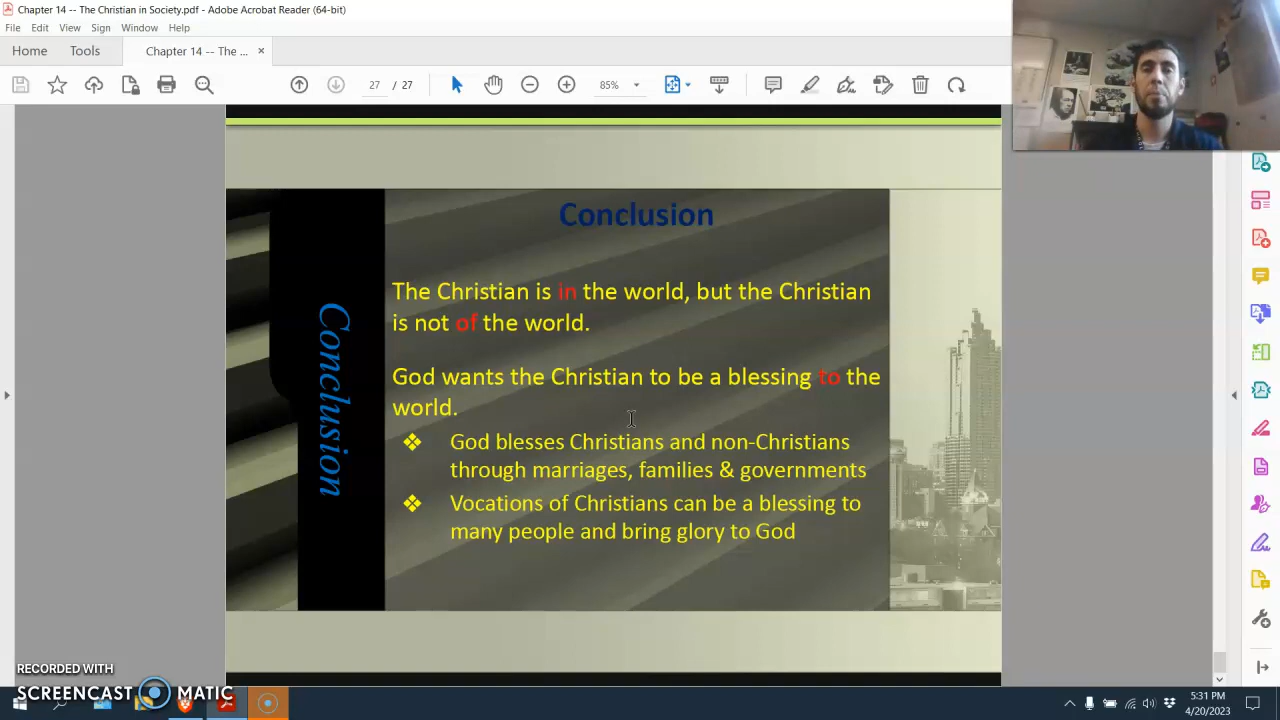 Chapter 14 -- The Christian in Society.pdf - Adobe Acrobat Reader (64-bit)
File Edit View Sign Window Help
Home Tools Chapter 14 -- The ... ×
27 / 27 85%
Conclusion
Conclusion
The Christian is in the world, but the Christian
is not of the world.
God wants the Christian to be a blessing to the
world.
❖ God blesses Christians and non-Christians
through marriages, families & governments
❖ Vocations of Christians can be a blessing to
many people and bring glory to God
RECORDED WITH
SCREENCAST MATIC
5:31 PM
4/20/2023